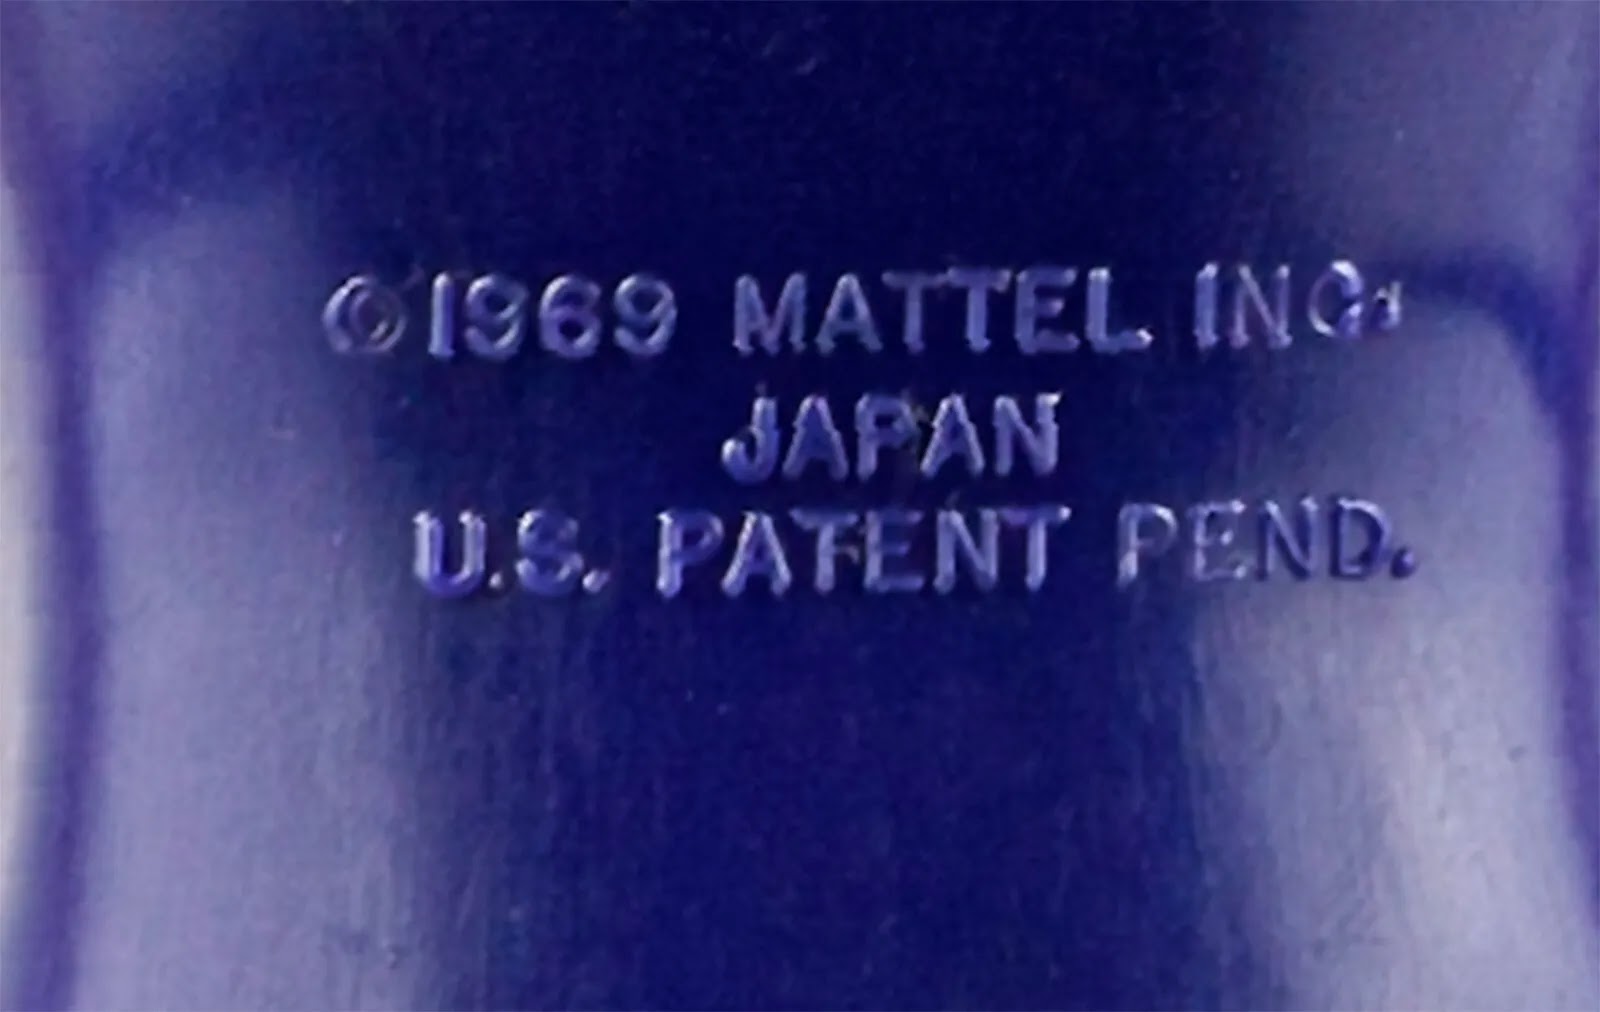 ©1969 MATTEL INC.
JAPAN
U.S. PATENT PEND.